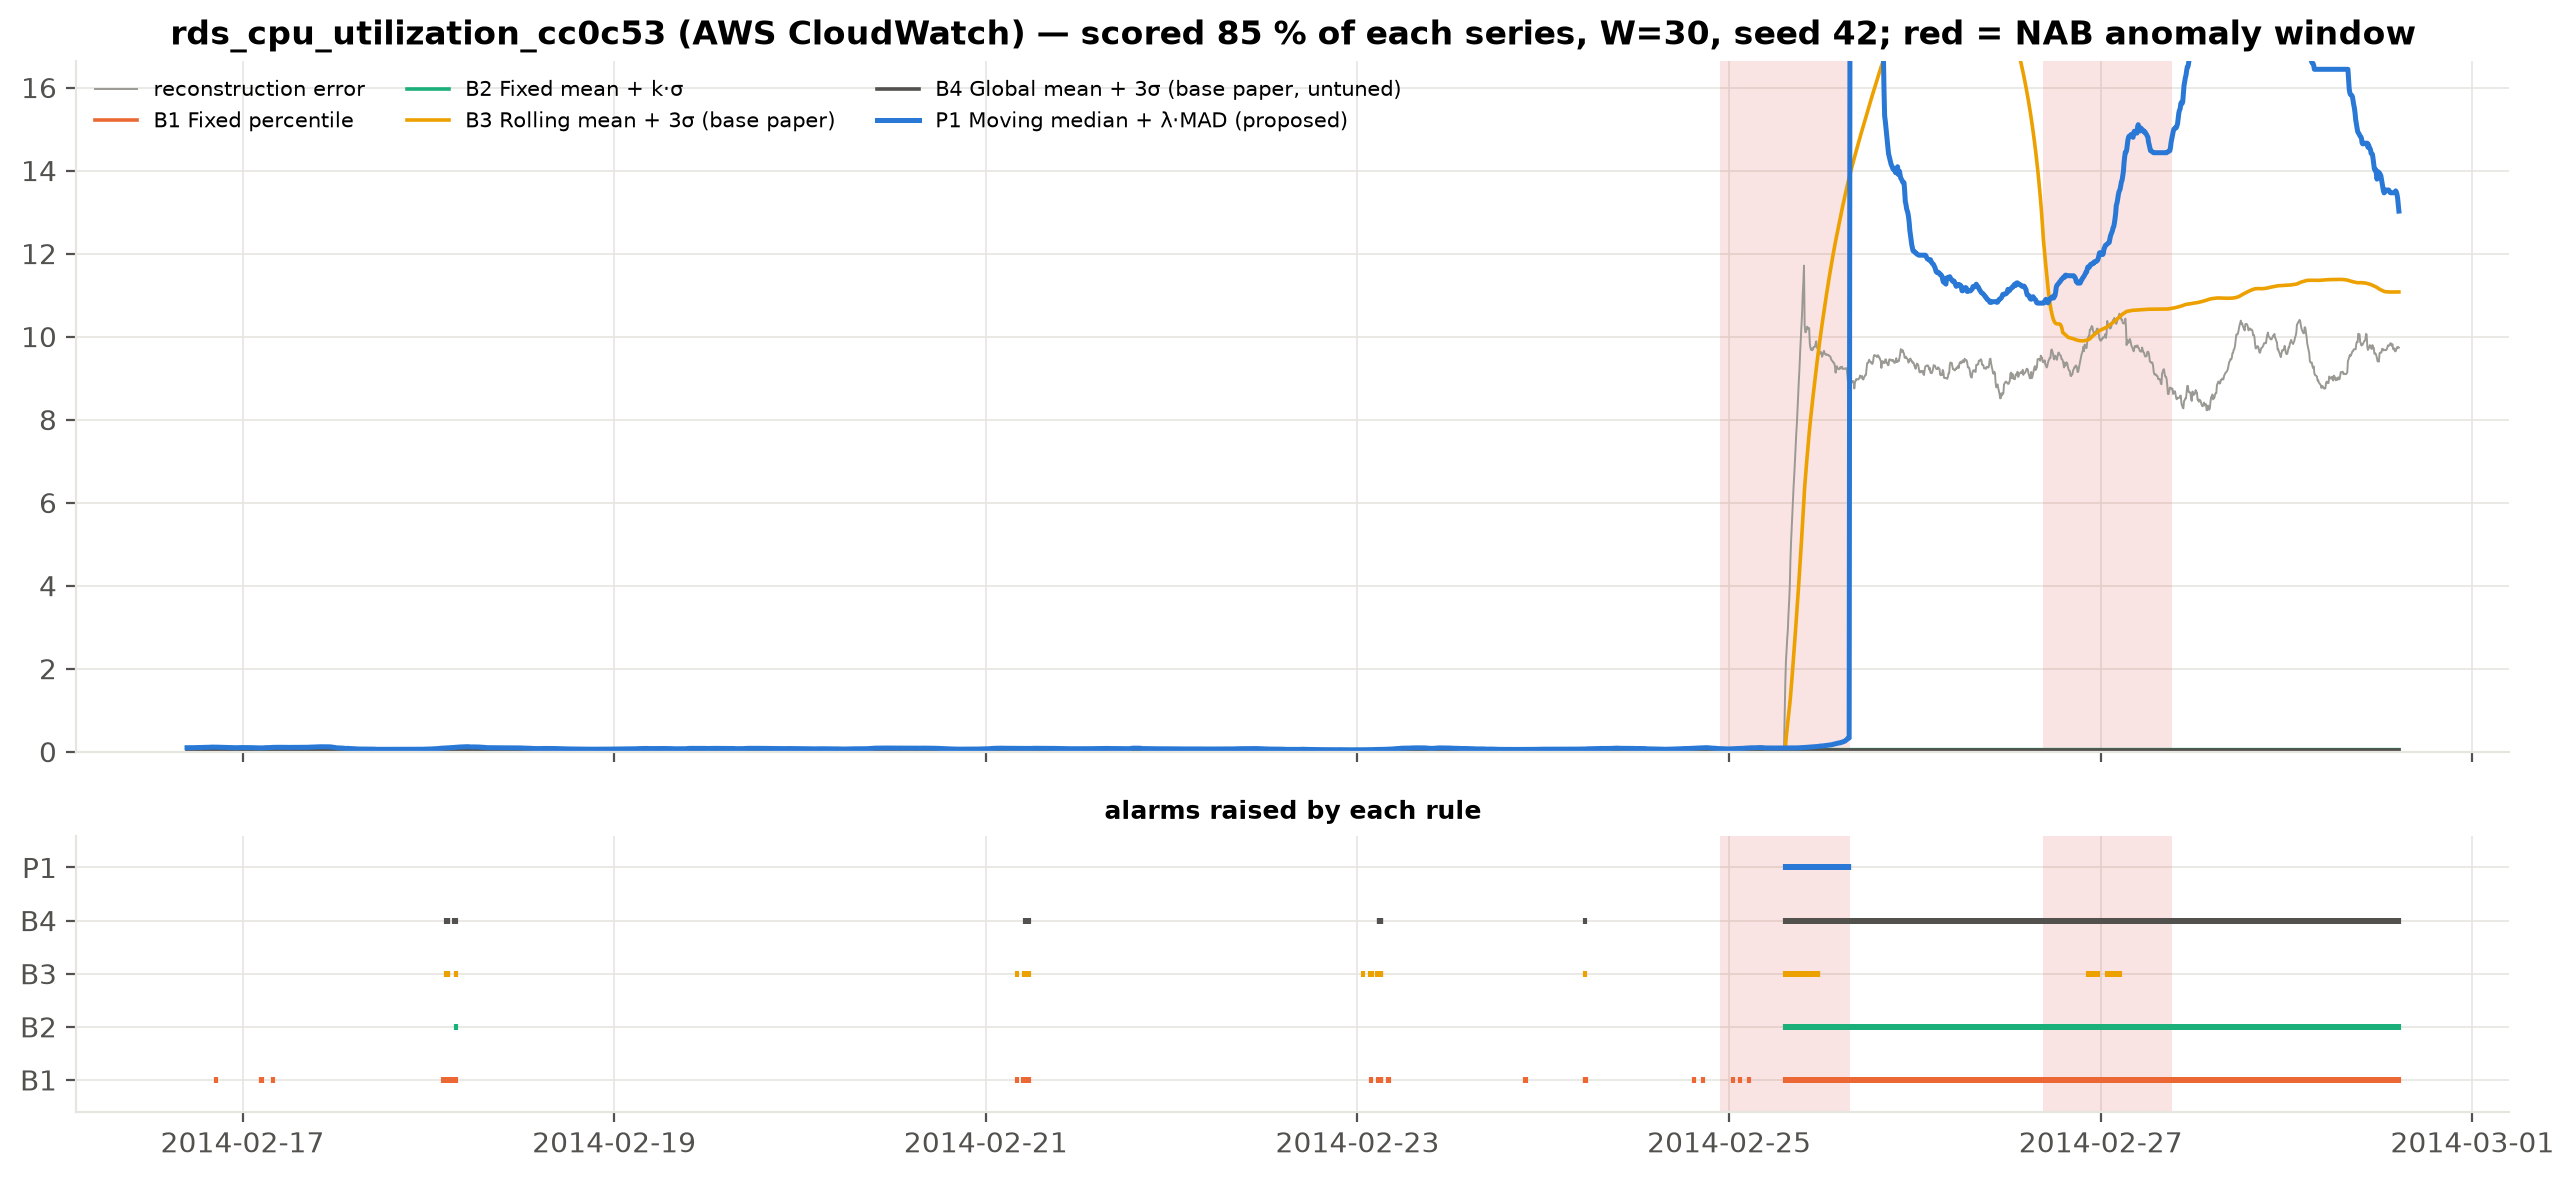 rds_cpu_utilization_cc0c53 (AWS CloudWatch) — scored 85 % of each series, W=30, seed 42; red = NAB anomaly window
reconstruction error
B1 Fixed percentile
B2 Fixed mean + k·σ
B3 Rolling mean + 3σ (base paper)
B4 Global mean + 3σ (base paper, untuned)
P1 Moving median + λ·MAD (proposed)
16
14
12
10
8
6
4
2
0
alarms raised by each rule
P1
B4
B3
B2
B1
2014-02-17
2014-02-19
2014-02-21
2014-02-23
2014-02-25
2014-02-27
2014-03-01